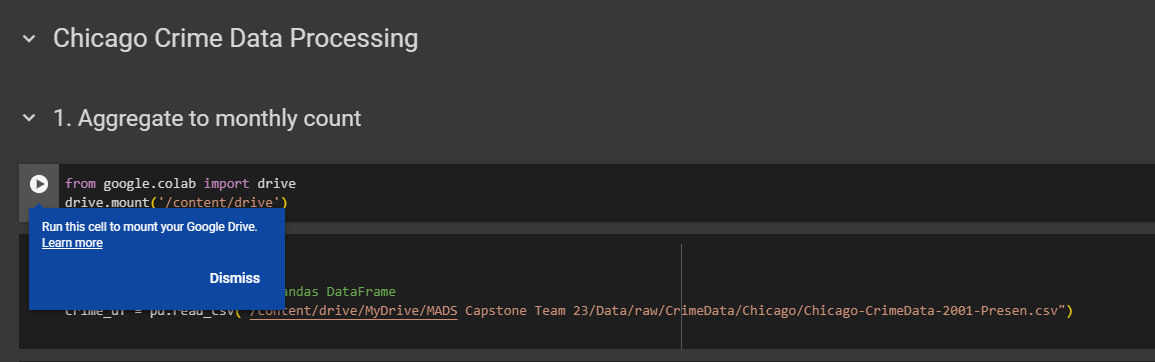 Chicago Crime Data Processing
1. Aggregate to monthly count
from google.colab import drive
drive.mount('/content/drive')
Run this cell to mount your Google Drive.
Learn more
Dismiss
andas DataFrame
crime_df = pd.read_csv("/content/drive/MyDrive/MADS Capstone Team 23/Data/raw/CrimeData/Chicago/Chicago-CrimeData-2001-Presen.csv")